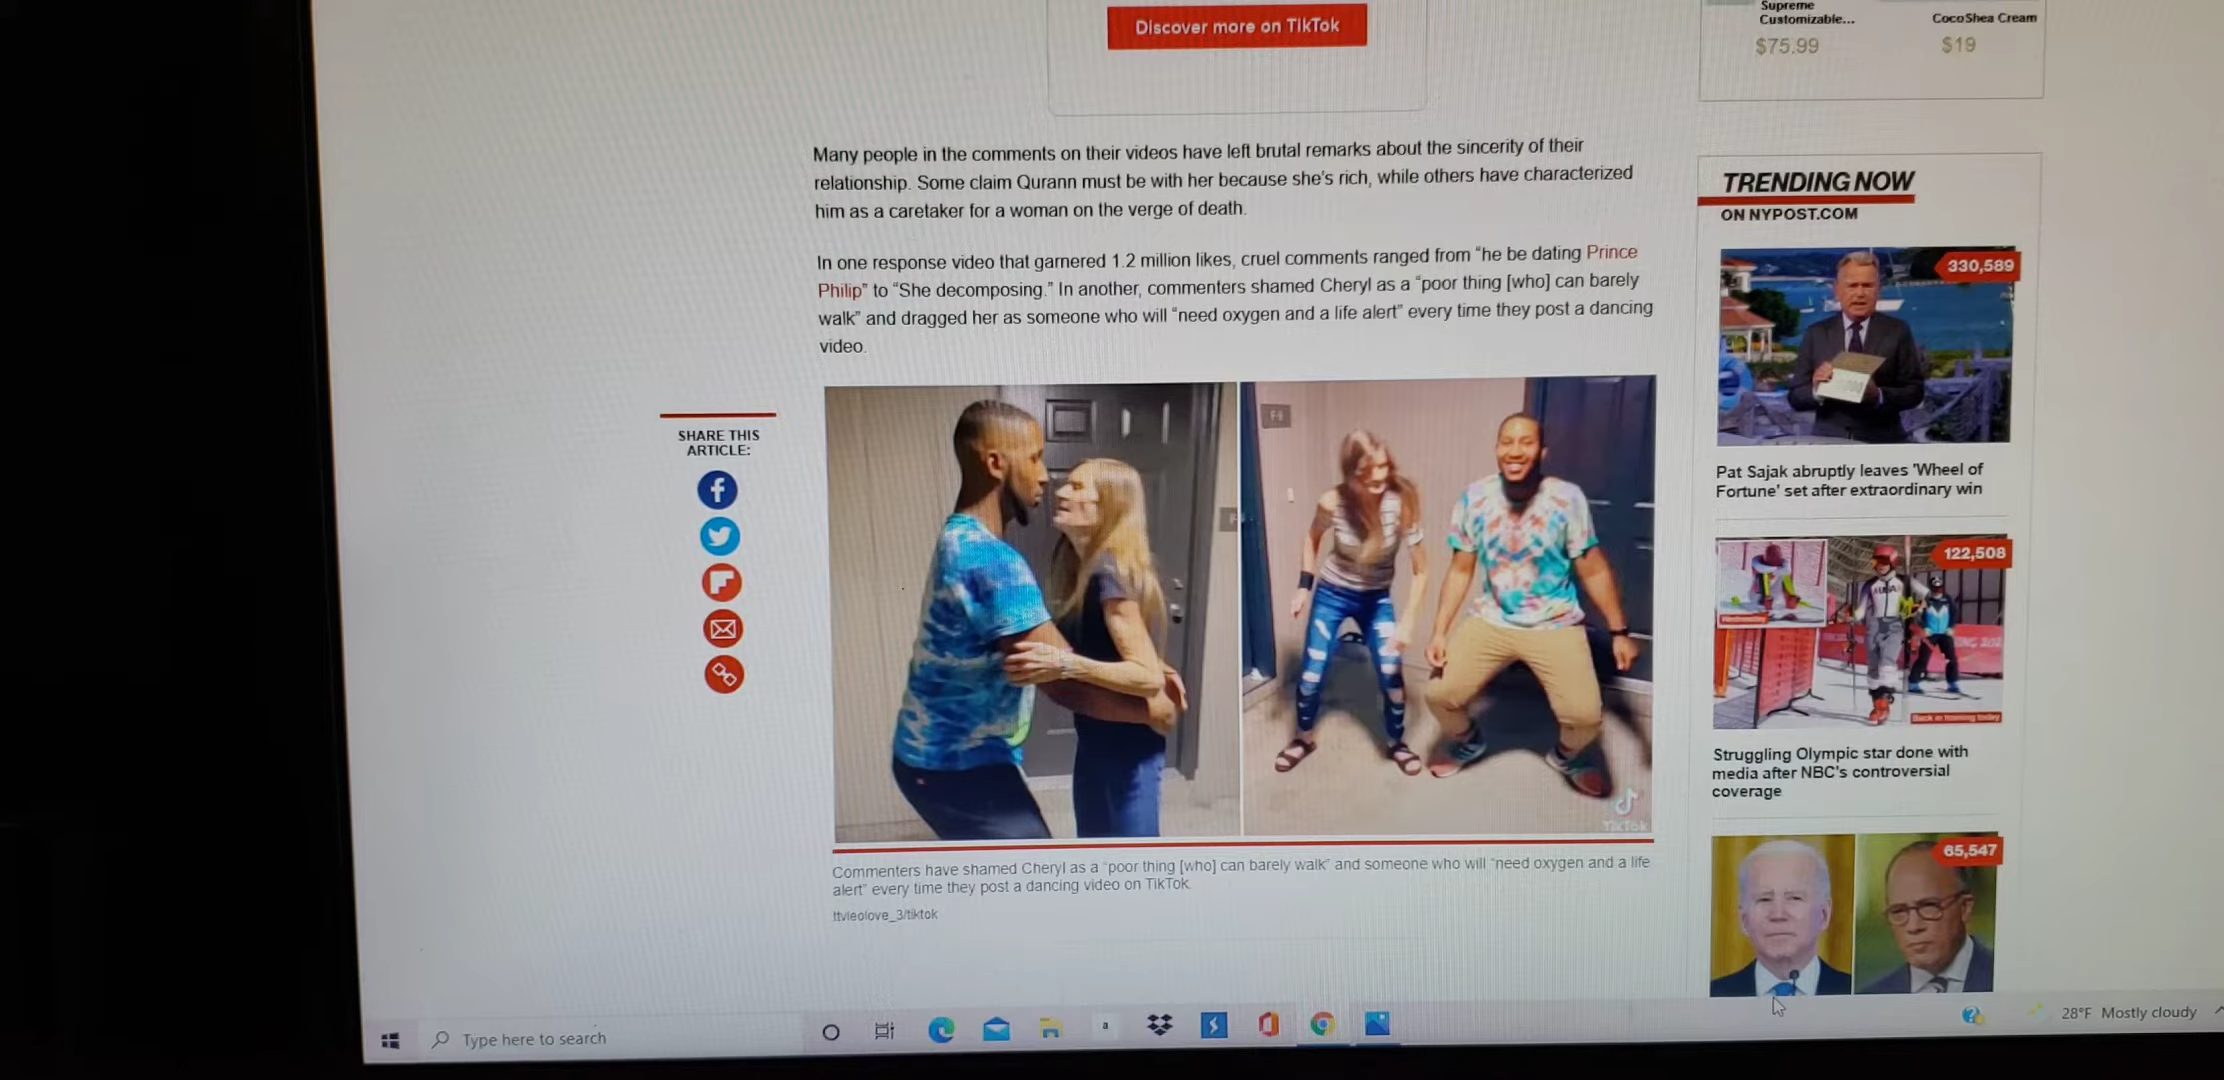 Discover more on TikTok
Supreme
Customizable...
$75.99
CocoShea Cream
$19
Many people in the comments on their videos have left brutal remarks about the sincerity of their
relationship. Some claim Qurann must be with her because she's rich, while others have characterized
him as a caretaker for a woman on the verge of death.
In one response video that garnered 1.2 million likes, cruel comments ranged from “he be dating Prince
Philip” to “She decomposing.” In another, commenters shamed Cheryl as a “poor thing [who] can barely
walk” and dragged her as someone who will “need oxygen and a life alert” every time they post a dancing
video.
SHARE THIS
ARTICLE:
TikTok
Commenters have shamed Cheryl as a “poor thing [who] can barely walk” and someone who will “need oxygen and a life
alert” every time they post a dancing video on TikTok.
ttvleolove_3/tiktok
TRENDING NOW
ON NYPOST.COM
330,589
Pat Sajak abruptly leaves 'Wheel of
Fortune' set after extraordinary win
122,508
Back in training today
Struggling Olympic star done with
media after NBC's controversial
coverage
65,547
Type here to search
a
28°F Mostly cloudy